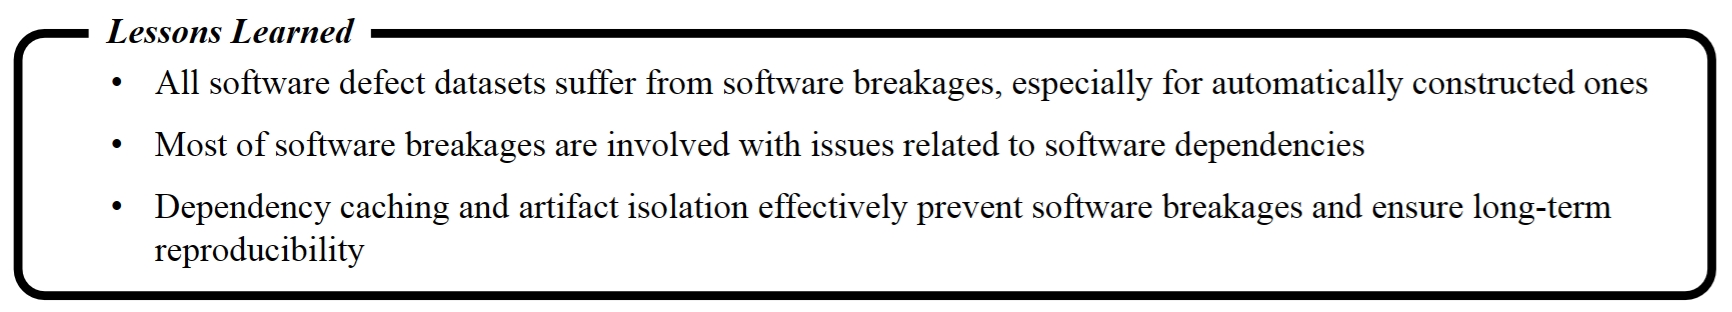 Lessons Learned
• All software defect datasets suffer from software breakages, especially for automatically constructed ones
• Most of software breakages are involved with issues related to software dependencies
• Dependency caching and artifact isolation effectively prevent software breakages and ensure long-term
reproducibility